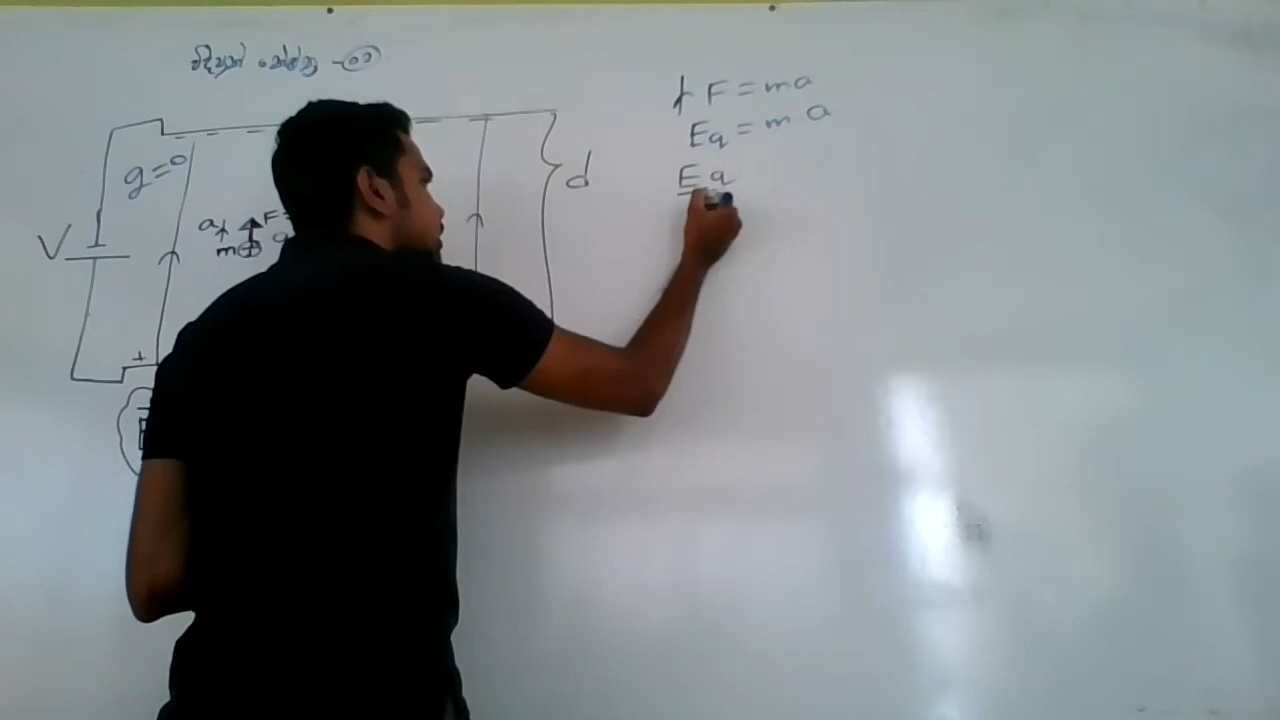 විද්‍යුත් ක්ෂේත්‍ර -02
↑ F = ma
Eq = m a
Eq
g=0
d
a↑ F=
V
m⊕ q
+